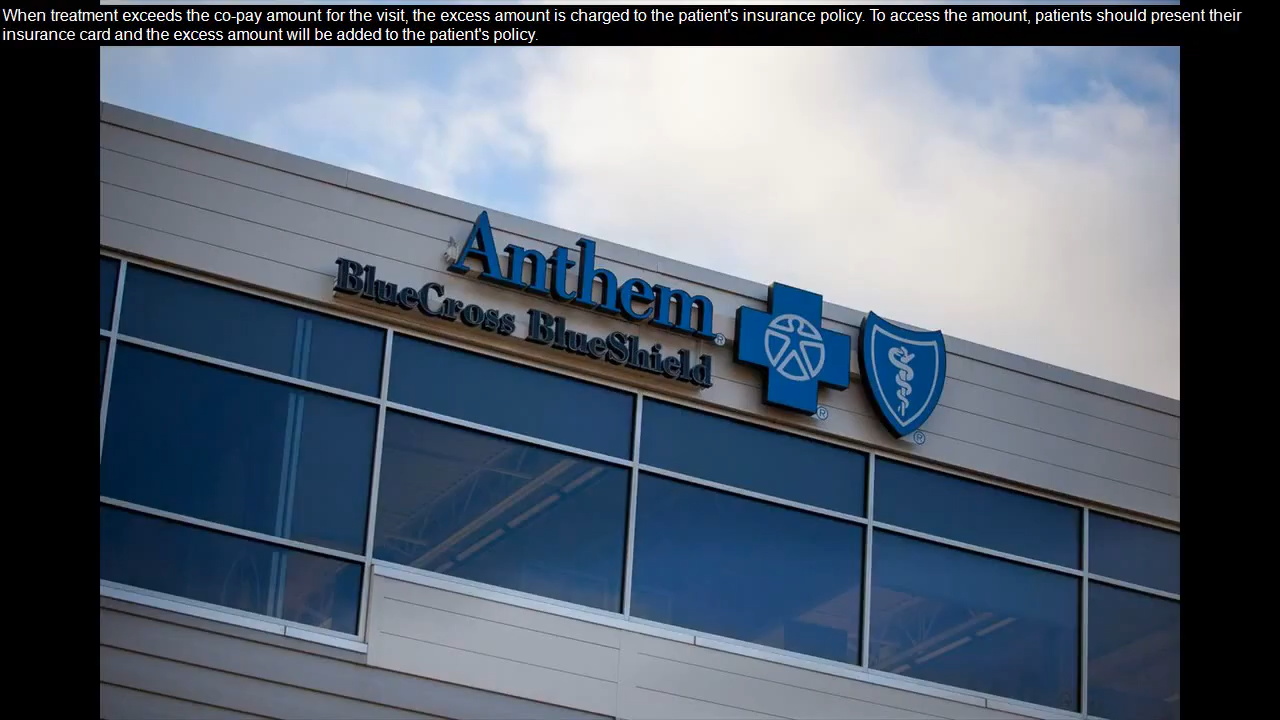 When treatment exceeds the co-pay amount for the visit, the excess amount is charged to the patient's insurance policy. To access the amount, patients should present their
insurance card and the excess amount will be added to the patient's policy.
Anthem®
BlueCross BlueShield
®
®